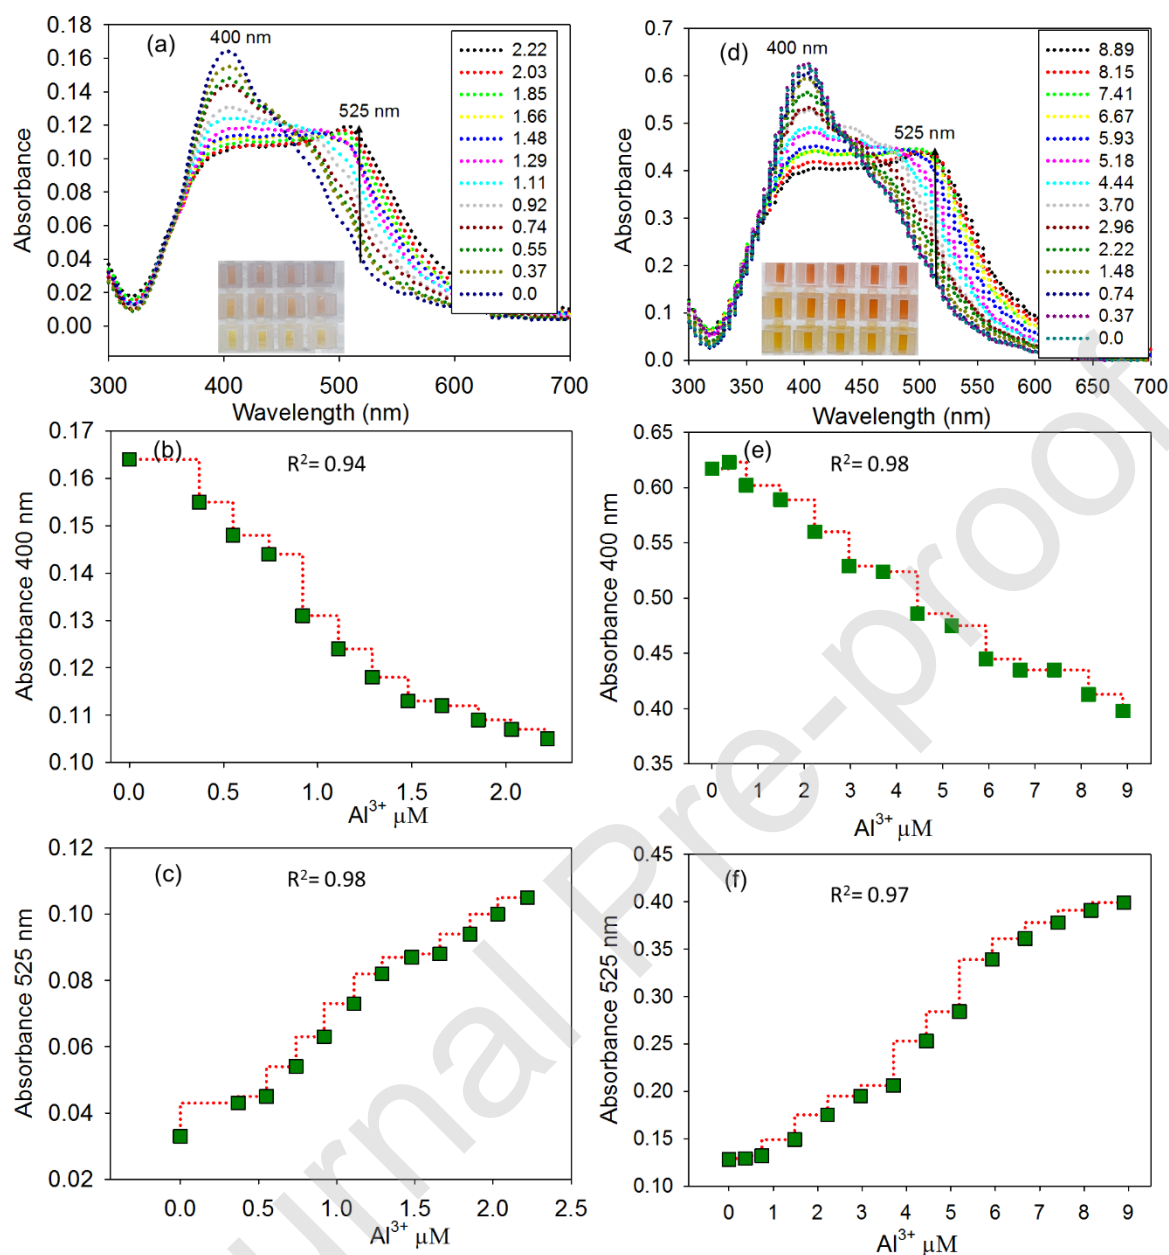 (a)
400 nm
525 nm
Absorbance
0.18
0.16
0.14
0.12
0.10
0.08
0.06
0.04
0.02
0.00
2.22
2.03
1.85
1.66
1.48
1.29
1.11
0.92
0.74
0.55
0.37
0.0
300 400 500 600 700
Wavelength (nm)
(d)
400 nm
525 nm
Absorbance
0.7
0.6
0.5
0.4
0.3
0.2
0.1
0.0
8.89
8.15
7.41
6.67
5.93
5.18
4.44
3.70
2.96
2.22
1.48
0.74
0.37
0.0
300 350 400 450 500 550 600 650 700
Wavelength (nm)
(b)
R²= 0.94
Absorbance 400 nm
0.17
0.16
0.15
0.14
0.13
0.12
0.11
0.10
0.0 0.5 1.0 1.5 2.0
Al³⁺ µM
(e)
R²= 0.98
Absorbance 400 nm
0.65
0.60
0.55
0.50
0.45
0.40
0.35
0 1 2 3 4 5 6 7 8 9
Al³⁺ µM
(c)
R²= 0.98
Absorbance 525 nm
0.12
0.10
0.08
0.06
0.04
0.02
0.0 0.5 1.0 1.5 2.0 2.5
Al³⁺ µM
(f)
R²= 0.97
Absorbance 525 nm
0.40
0.35
0.30
0.25
0.20
0.15
0.10
0 1 2 3 4 5 6 7 8 9
Al³⁺ µM
urnal Pre-proof